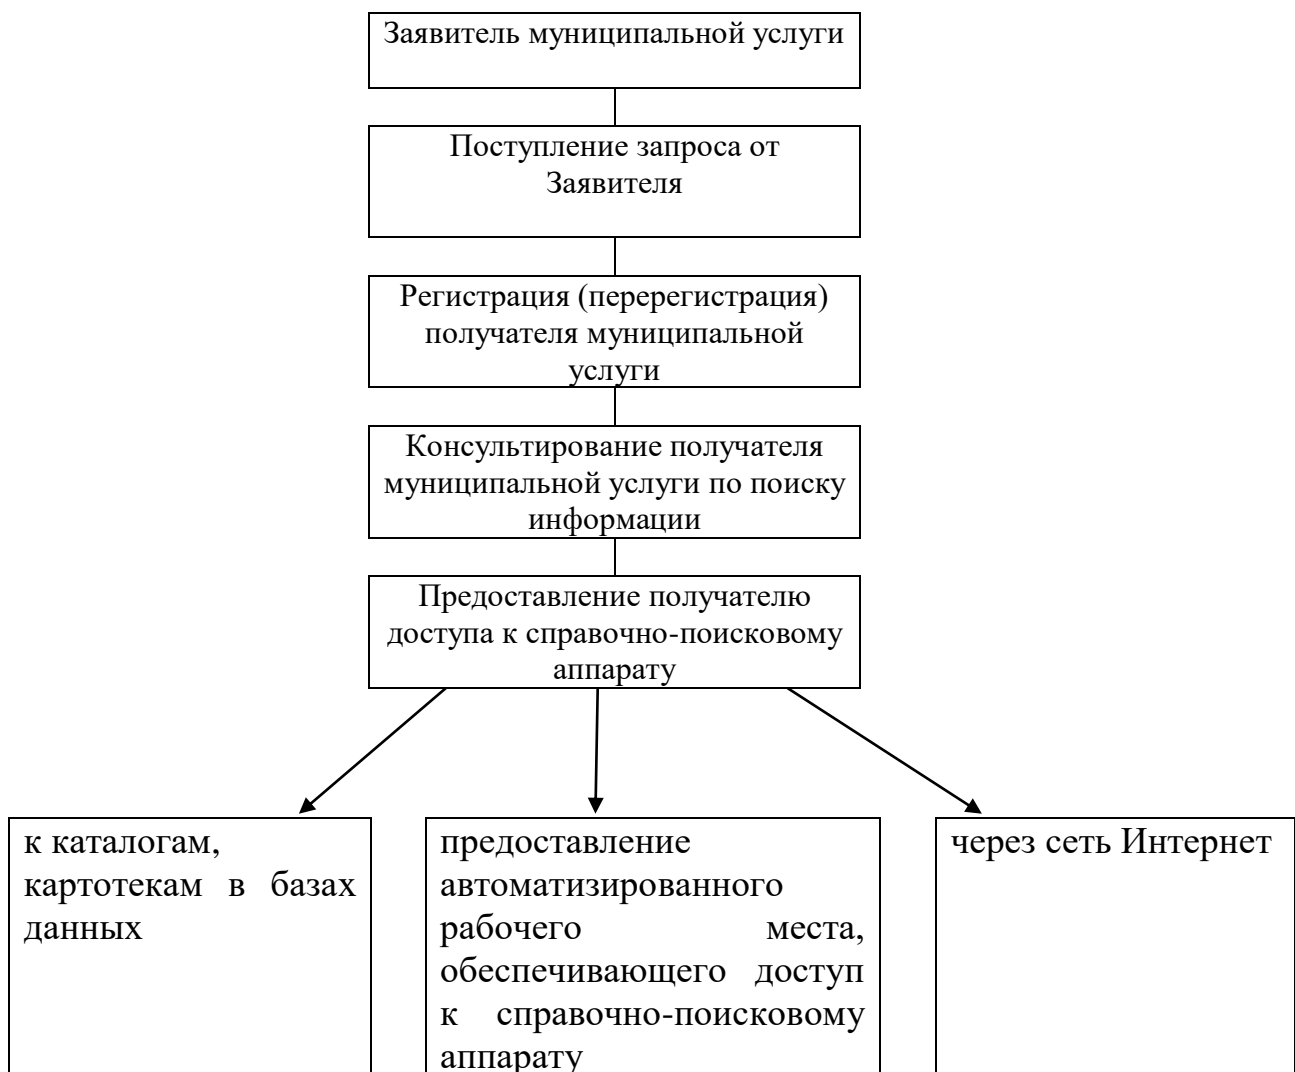 Заявитель муниципальной услуги
Поступление запроса от
Заявителя
Регистрация (перерегистрация)
получателя муниципальной
услуги
Консультирование получателя
муниципальной услуги по поиску
информации
Предоставление получателю
доступа к справочно-поисковому
аппарату
к каталогам,
картотекам в базах
данных
предоставление
автоматизированного
рабочего места,
обеспечивающего доступ
к справочно-поисковому
аппарату
через сеть Интернет